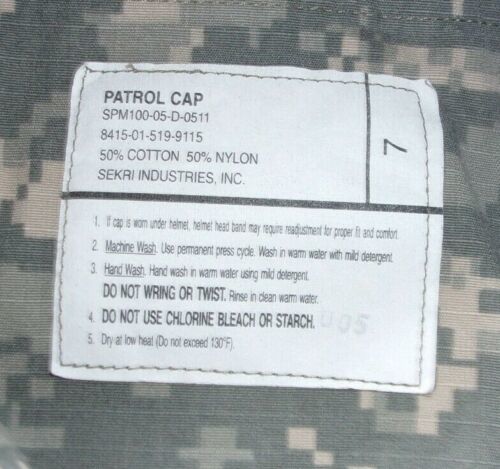 PATROL CAP
SPM100-05-D-0511
8415-01-519-9115
50% COTTON 50% NYLON
SEKRI INDUSTRIES, INC.
7
1. If cap is worn under helmet, helmet head band may require readjustment for proper fit and comfort.
2. Machine Wash. Use permanent press cycle. Wash in warm water with mild detergent.
3. Hand Wash. Hand wash in warm water using mild detergent.
DO NOT WRING OR TWIST. Rinse in clean warm water.
4. DO NOT USE CHLORINE BLEACH OR STARCH.
5. Dry at low heat (Do not exceed 130°F).